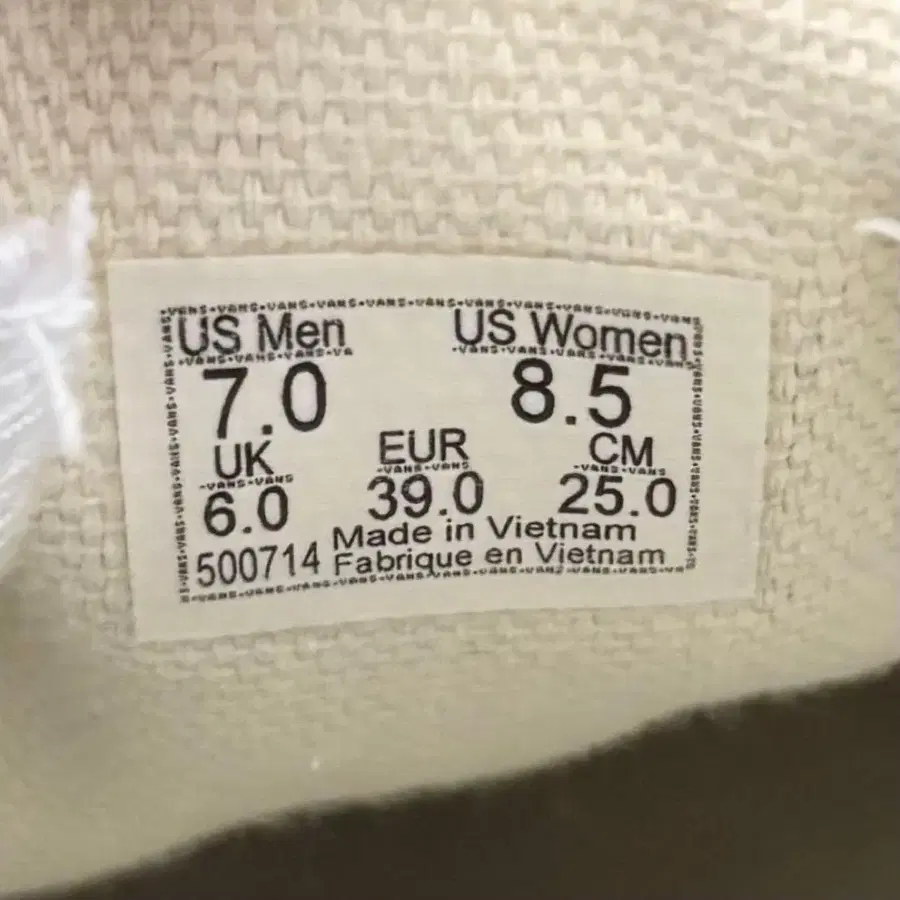 US Men US Women
7.0 8.5
UK EUR CM
6.0 39.0 25.0
Made in Vietnam
500714 Fabrique en Vietnam